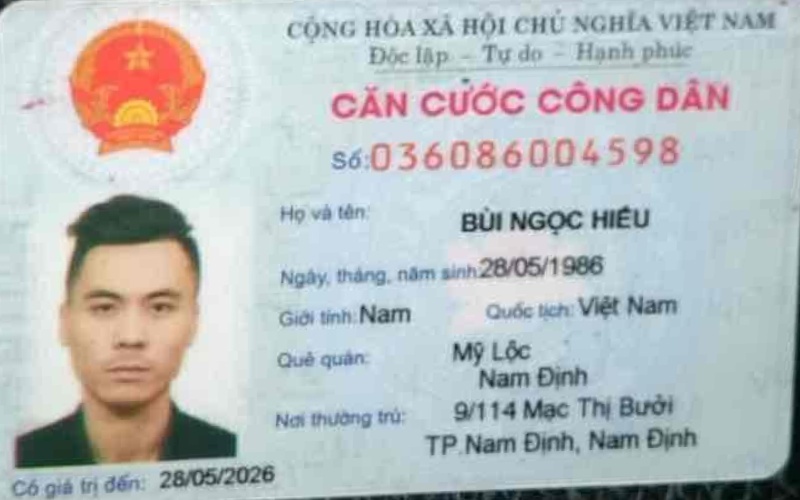 CỘNG HÒA XÃ HỘI CHỦ NGHĨA VIỆT NAM
Độc lập - Tự do - Hạnh phúc
CĂN CƯỚC CÔNG DÂN
Số: 036086004598
Họ và tên: BÙI NGỌC HIẾU
Ngày, tháng, năm sinh: 28/05/1986
Giới tính: Nam Quốc tịch: Việt Nam
Quê quán: Mỹ Lộc
Nam Định
Nơi thường trú: 9/114 Mạc Thị Bưởi
TP.Nam Định, Nam Định
Có giá trị đến: 28/05/2026